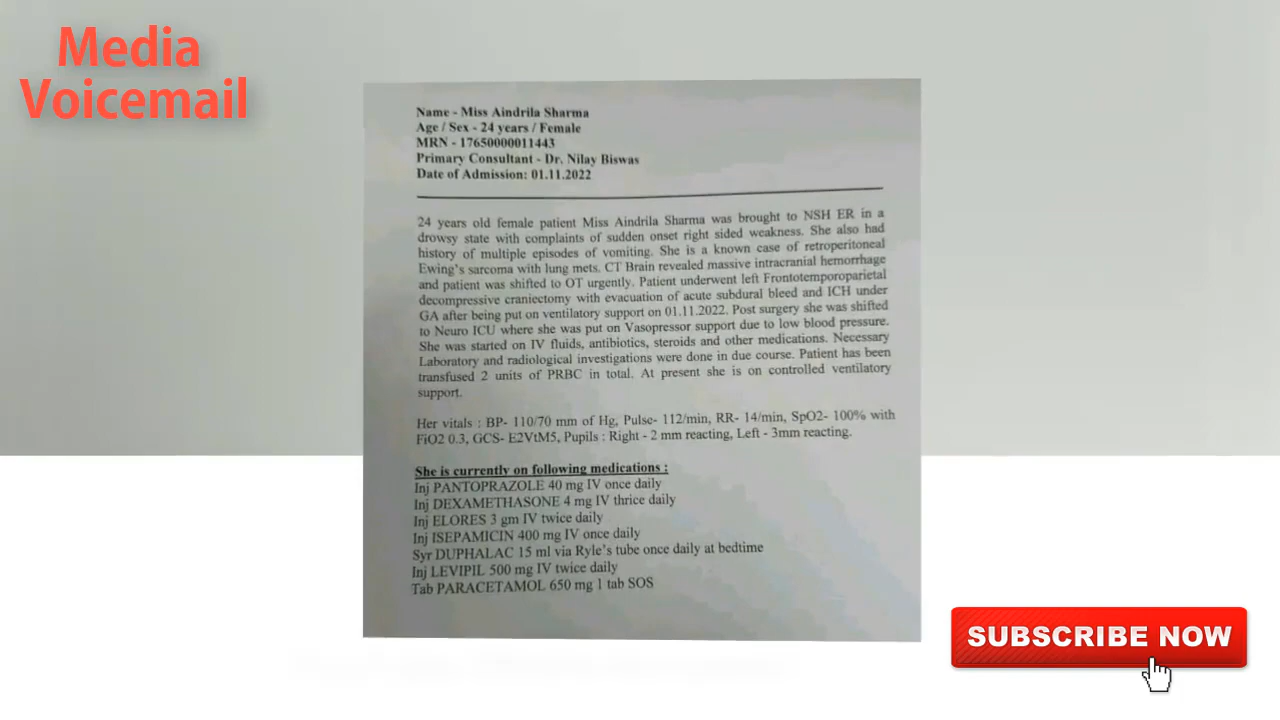 Media
Voicemail
Name - Miss Aindrila Sharma
Age / Sex - 24 years / Female
MRN - 17650000011443
Primary Consultant - Dr. Nilay Biswas
Date of Admission: 01.11.2022
24 years old female patient Miss Aindrila Sharma was brought to NSH ER in a
drowsy state with complaints of sudden onset right sided weakness. She also had
history of multiple episodes of vomiting. She is a known case of retroperitoneal
Ewing's sarcoma with lung mets. CT Brain revealed massive intracranial hemorrhage
and patient was shifted to OT urgently. Patient underwent left Frontotemporoparietal
decompressive craniectomy with evacuation of acute subdural bleed and ICH under
GA after being put on ventilatory support on 01.11.2022. Post surgery she was shifted
to Neuro ICU where she was put on Vasopressor support due to low blood pressure.
She was started on IV fluids, antibiotics, steroids and other medications. Necessary
Laboratory and radiological investigations were done in due course. Patient has been
transfused 2 units of PRBC in total. At present she is on controlled ventilatory
support.
Her vitals : BP- 110/70 mm of Hg, Pulse- 112/min, RR- 14/min, SpO2- 100% with
FiO2 0.3, GCS- E2VtM5, Pupils : Right - 2 mm reacting, Left - 3mm reacting.
She is currently on following medications :
Inj PANTOPRAZOLE 40 mg IV once daily
Inj DEXAMETHASONE 4 mg IV thrice daily
Inj ELORES 3 gm IV twice daily
Inj ISEPAMICIN 400 mg IV once daily
Syr DUPHALAC 15 ml via Ryle's tube once daily at bedtime
Inj LEVIPIL 500 mg IV twice daily
Tab PARACETAMOL 650 mg 1 tab SOS
SUBSCRIBE NOW